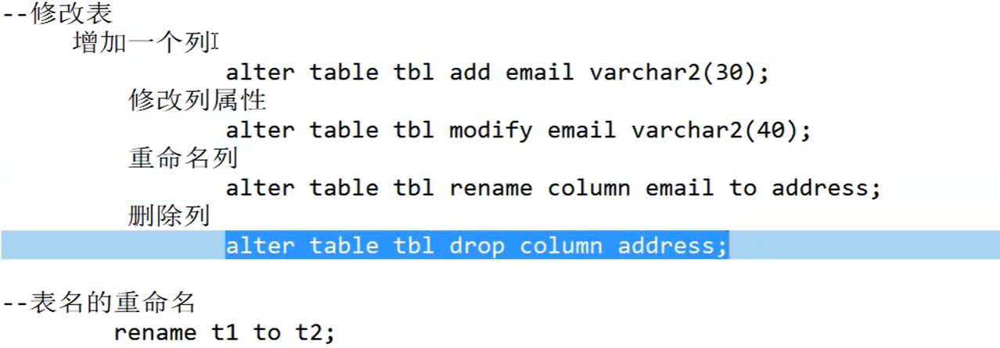 --修改表
增加一个列
alter table tbl add email varchar2(30);
修改列属性
alter table tbl modify email varchar2(40);
重命名列
alter table tbl rename column email to address;
删除列
alter table tbl drop column address;
--表名的重命名
rename t1 to t2;